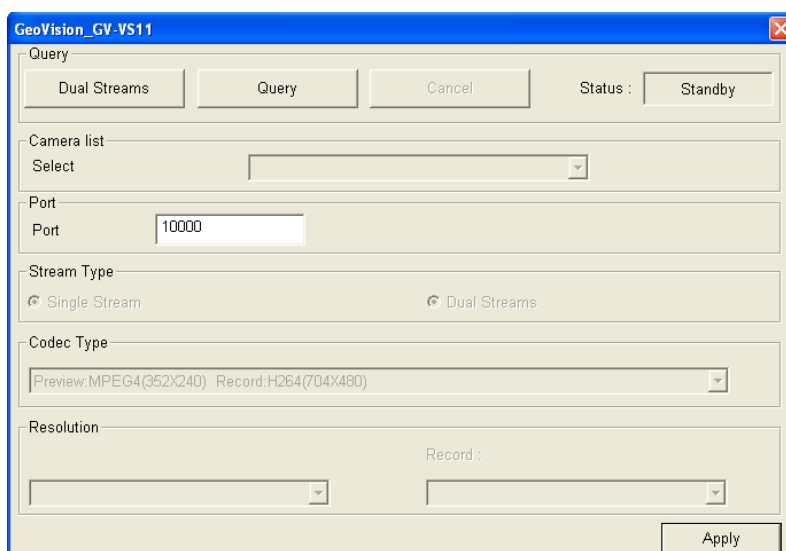 GeoVision_GV-VS11
Query
Dual Streams Query Cancel Status : Standby
Camera list
Select
Port
Port 10000
Stream Type
Single Stream Dual Streams
Codec Type
Preview:MPEG4(352X240) Record:H264(704X480)
Resolution
Record :
Apply